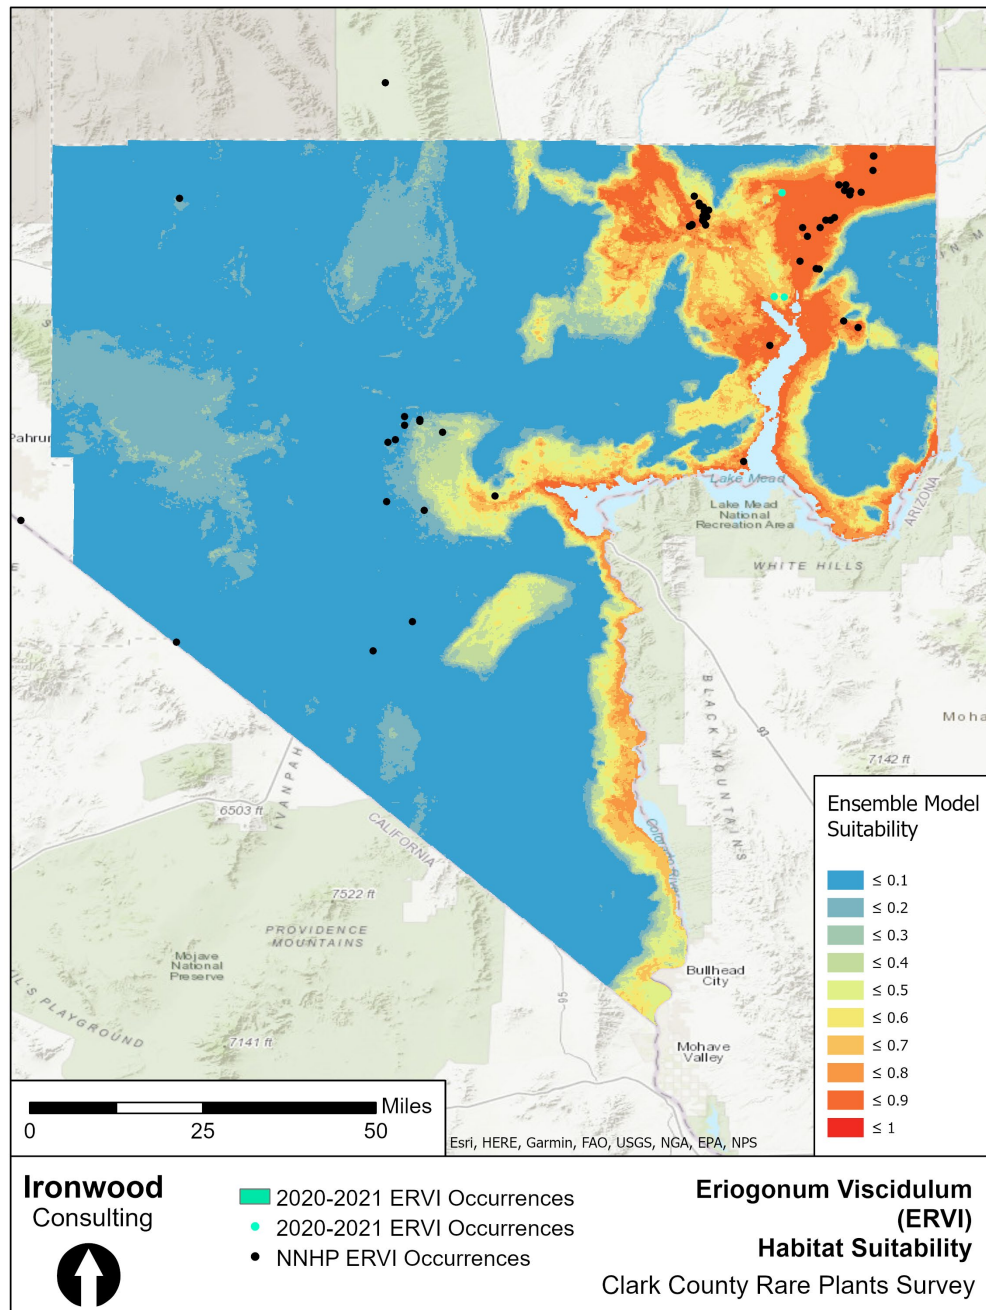 Pahrur
Lake Mead
Lake Mead
National
Recreation Area
ARIZONA
WHITE HILLS
BLACK MOUNTAINS
93
Moha
7142 ft
6503 ft
IVANPAH
CALIFORNIA
Colorado River
7522 ft
PROVIDENCE
MOUNTAINS
Mojave
National
Preserve
IL'S PLAYGROUND
7141 ft
95
Bullhead
City
Mohave
Valley
Ensemble Model
Suitability
≤ 0.1
≤ 0.2
≤ 0.3
≤ 0.4
≤ 0.5
≤ 0.6
≤ 0.7
≤ 0.8
≤ 0.9
≤ 1
Miles
0 25 50
Esri, HERE, Garmin, FAO, USGS, NGA, EPA, NPS
Ironwood
Consulting
2020-2021 ERVI Occurrences
2020-2021 ERVI Occurrences
NNHP ERVI Occurrences
Eriogonum Viscidulum
(ERVI)
Habitat Suitability
Clark County Rare Plants Survey